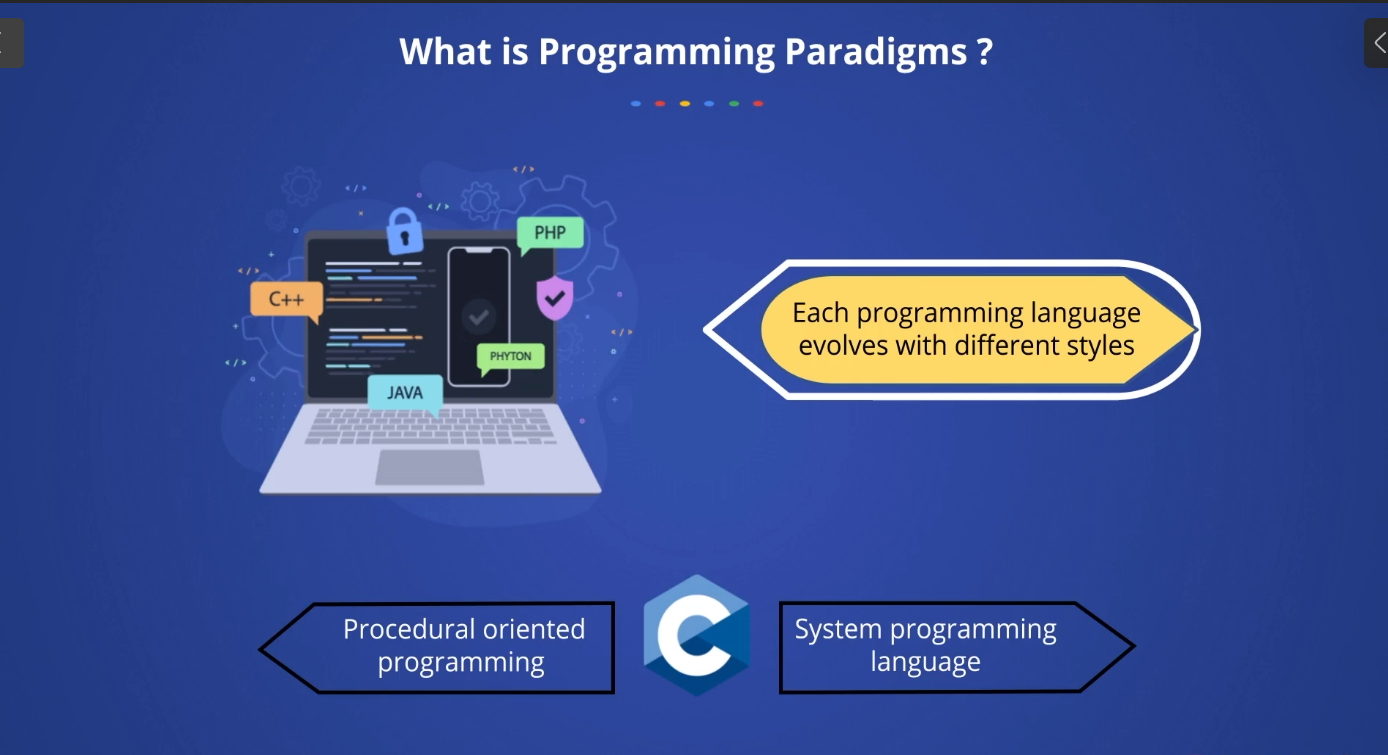 What is Programming Paradigms ?
</>
</>
</>
PHP
</>
C++
Each programming language
evolves with different styles
</>
PHYTON
</>
JAVA
Procedural oriented
programming
C
System programming
language